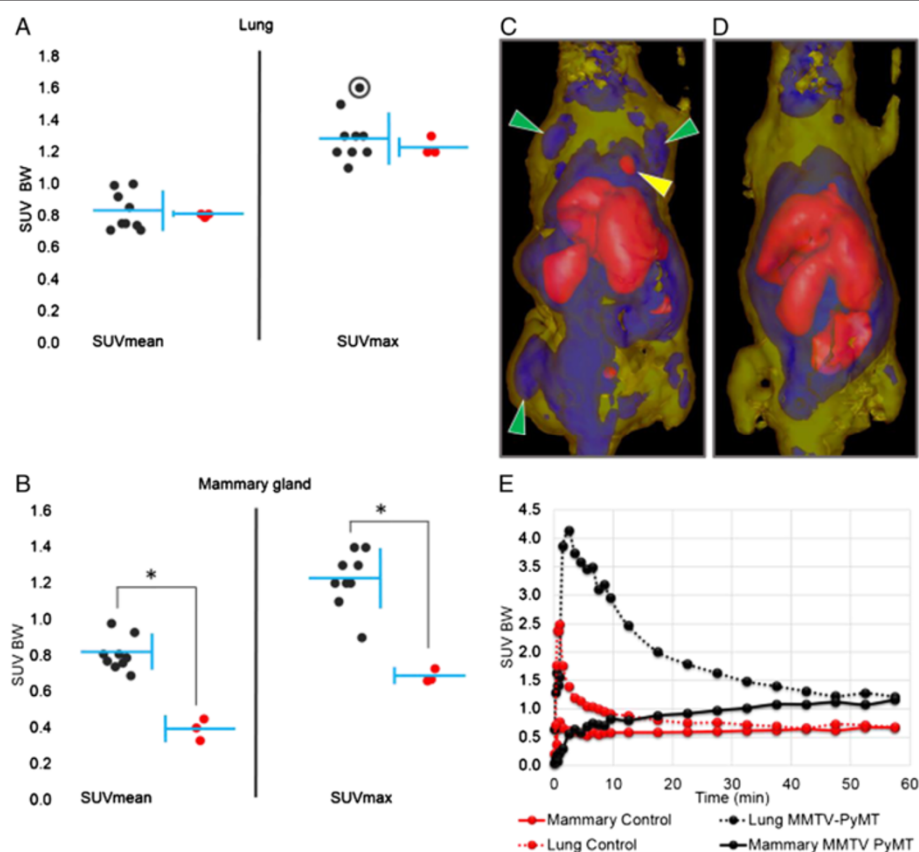 A
Lung
1.8
1.6
1.4
1.2
1.0
0.8
0.6
0.4
0.2
0.0
SUV BW
SUVmean
SUVmax
C
D
B
Mammary gland
1.6
1.4
1.2
1.0
0.8
0.6
0.4
0.2
0.0
SUV BW
*
*
SUVmean
SUVmax
E
4.5
4.0
3.5
3.0
2.5
2.0
1.5
1.0
0.5
0.0
SUV BW
0 10 20 30 40 50 60
Time (min)
Mammary Control
Lung MMTV-PyMT
Lung Control
Mammary MMTV PyMT